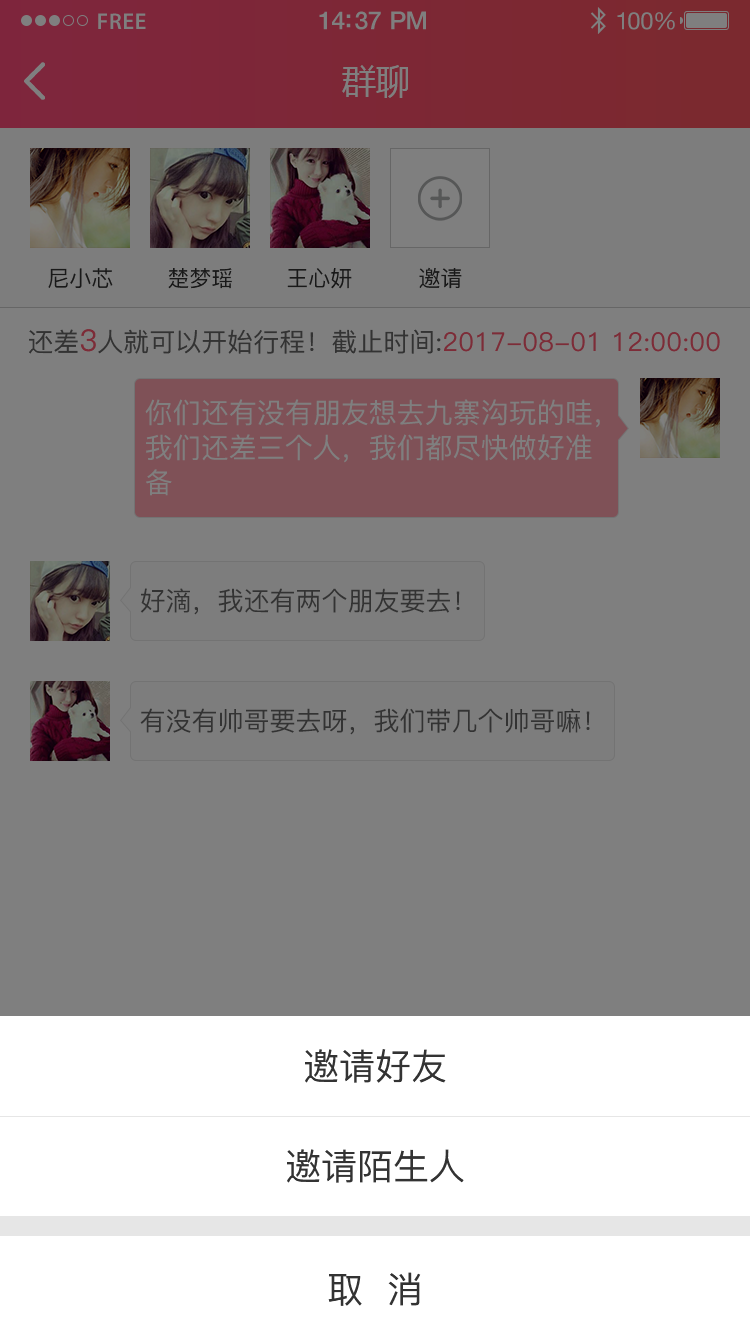 FREE 14:37 PM 100%
群聊
尼小芯 楚梦瑶 王心妍 邀请
还差3人就可以开始行程！截止时间:2017-08-01 12:00:00
你们还有没有朋友想去九寨沟玩的哇，
我们还差三个人，我们都尽快做好准
备
好滴，我还有两个朋友要去！
有没有帅哥要去呀，我们带几个帅哥嘛！
邀请好友
邀请陌生人
取 消